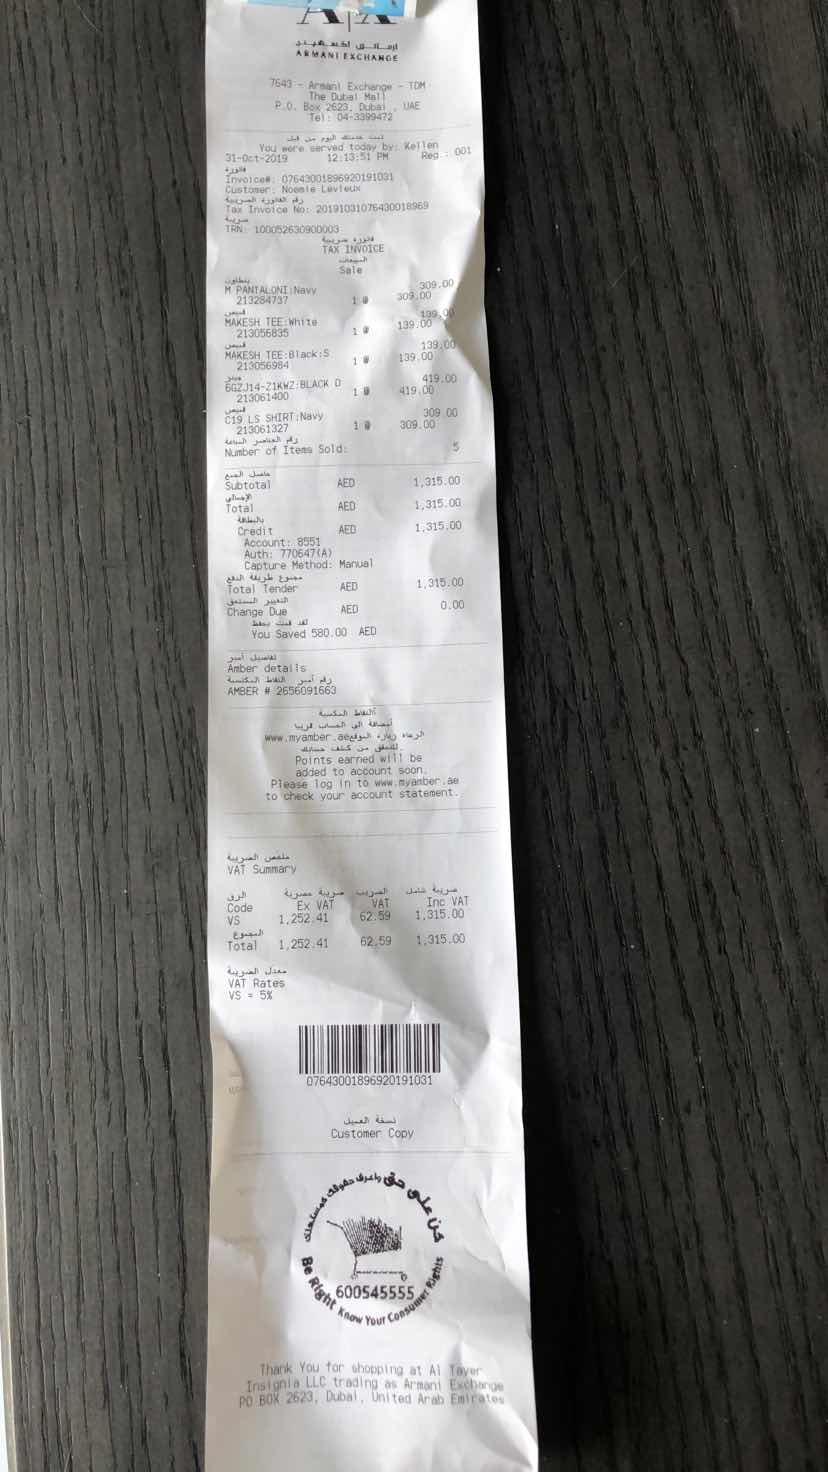 A|X
ارماني اكسهينج
ARMANI EXCHANGE
7643 - Armani Exchange - TDM
The Dubai Mall
P.O. Box 2623, Dubai , UAE
Tel: 04-3399472
تمت خدمتك اليوم من قبل
You were served today by: Kellen
31-Oct-2019 12:13:51 PM Reg.: 001
فاتورة
Invoice#: 07643001896920191031
Customer: Noemie Levieux
رقم الفاتورة الضريبية
Tax Invoice No: 20191031076430018969
ضريبة
TRN: 100052630900003
فاتورة ضريبية
TAX INVOICE
المبيعات
Sale
بنطلون
M PANTALONI:Navy 309.00
213284737 1 @ 309.00
قميص
MAKESH TEE:White 139.00
213056835 1 @ 139.00
قميص
MAKESH TEE:Black:S 139.00
213056984 1 @ 139.00
جينز
6GZJ14-Z1KWZ:BLACK D 419.00
213061400 1 @ 419.00
قميص
C19 LS SHIRT:Navy 309.00
213061327 1 @ 309.00
رقم العناصر المباعة
Number of Items Sold: 5
حاصل الجمع
Subtotal AED 1,315.00
الإجمالي
Total AED 1,315.00
بالبطاقة
Credit AED 1,315.00
Account: 8551
Auth: 770647(A)
Capture Method: Manual
مجموع طريقة الدفع
Total Tender AED 1,315.00
التغيير المستحق
Change Due AED 0.00
لقد قمت بحفظ
You Saved 580.00 AED
تفاصيل أمبر
Amber details
رقم أمبر النقاط المكتسبة
AMBER # 2656091663
النقاط المكتسبة
أيضافة الى الحساب قريبا
الرجاء زيارة الموقع www.myamber.ae
للتحقق من كشف حسابك.
Points earned will be
added to account soon.
Please log in to www.myamber.ae
to check your account statement.
ملخص الضريبة
VAT Summary
الرمز ضريبة حصرية الضريب ضريبة شامل
Code Ex VAT VAT Inc VAT
VS 1,252.41 62.59 1,315.00
المجموع
Total 1,252.41 62.59 1,315.00
معدل الضريبة
VAT Rates
VS = 5%
07643001896920191031
نسخة العميل
Customer Copy
كن على حق واعرف حقوقك كمستهلك
600545555
Be Right Know Your Consumer Rights
Thank You for shopping at Al Tayer
Insignia LLC trading as Armani Exchange
PO BOX 2623, Dubai, United Arab Emirates